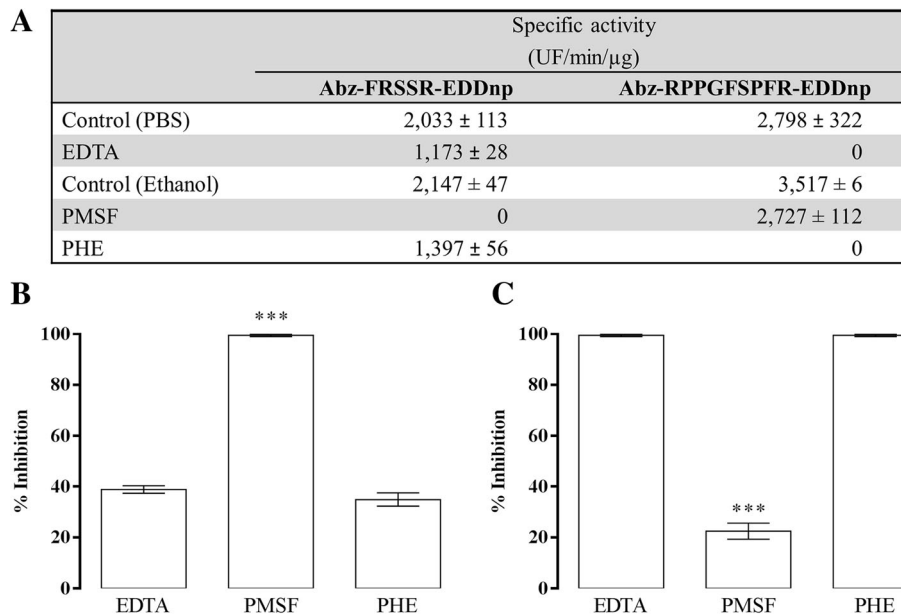 A
Specific activity
(UF/min/µg)
Abz-FRSSR-EDDnp Abz-RPPGFSPFR-EDDnp
Control (PBS) 2,033 ± 113 2,798 ± 322
EDTA 1,173 ± 28 0
Control (Ethanol) 2,147 ± 47 3,517 ± 6
PMSF 0 2,727 ± 112
PHE 1,397 ± 56 0
B
***
100
80
60
40
20
0
% Inhibition
EDTA PMSF PHE
C
***
100
80
60
40
20
0
% Inhibition
EDTA PMSF PHE